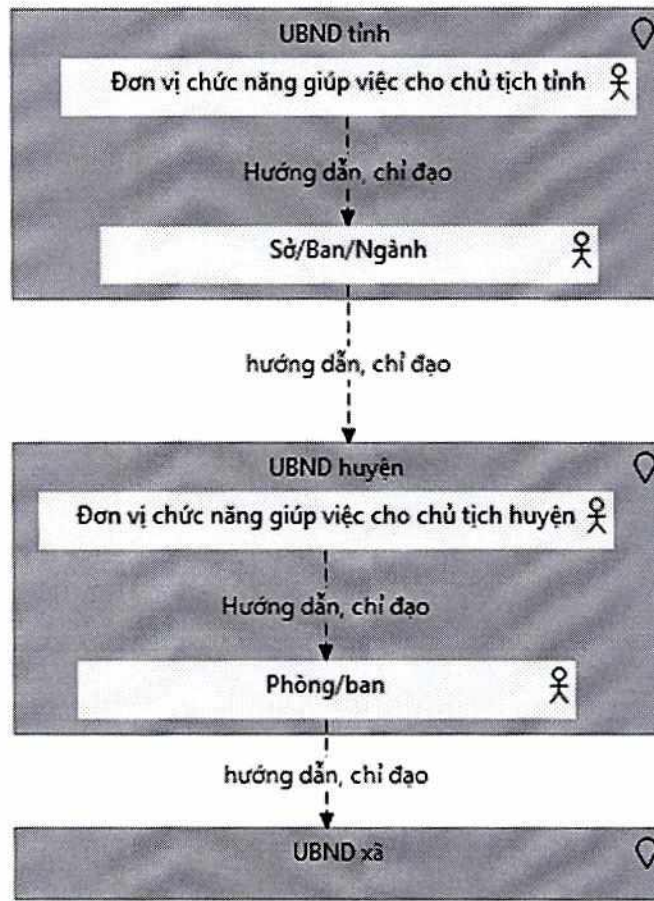 UBND tỉnh
Đơn vị chức năng giúp việc cho chủ tịch tỉnh
Hướng dẫn, chỉ đạo
Sở/Ban/Ngành
hướng dẫn, chỉ đạo
UBND huyện
Đơn vị chức năng giúp việc cho chủ tịch huyện
Hướng dẫn, chỉ đạo
Phòng/ban
hướng dẫn, chỉ đạo
UBND xã